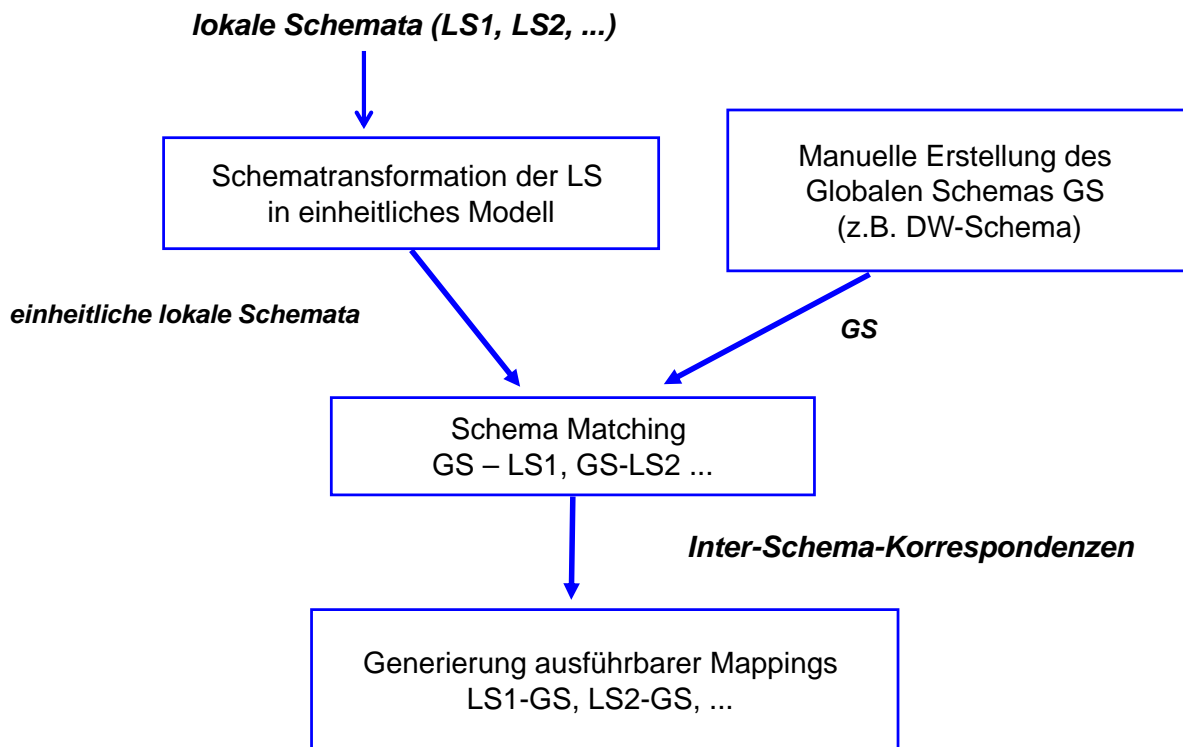 lokale Schemata (LS1, LS2, ...)
Schematransformation der LS
in einheitliches Modell
Manuelle Erstellung des
Globalen Schemas GS
(z.B. DW-Schema)
einheitliche lokale Schemata
GS
Schema Matching
GS – LS1, GS-LS2 ...
Inter-Schema-Korrespondenzen
Generierung ausführbarer Mappings
LS1-GS, LS2-GS, ...